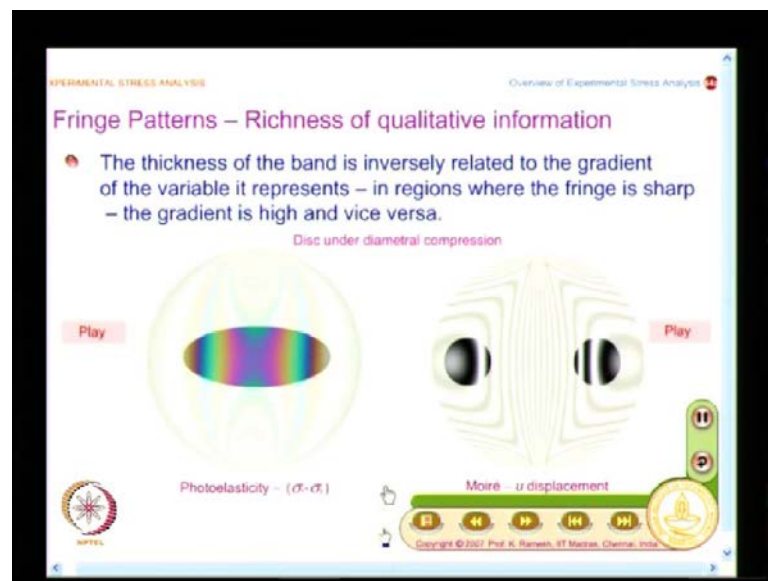 XPERIMENTAL STRESS ANALYSIS
Overview of Experimental Stress Analysis
Fringe Patterns – Richness of qualitative information
The thickness of the band is inversely related to the gradient
of the variable it represents – in regions where the fringe is sharp
– the gradient is high and vice versa.
Disc under diametral compression
Play
Play
Photoelasticity –
Moire – u displacement
NPTEL
Copyright © 2007 Prof. K. Ramesh, IIT Madras, Chennai, India